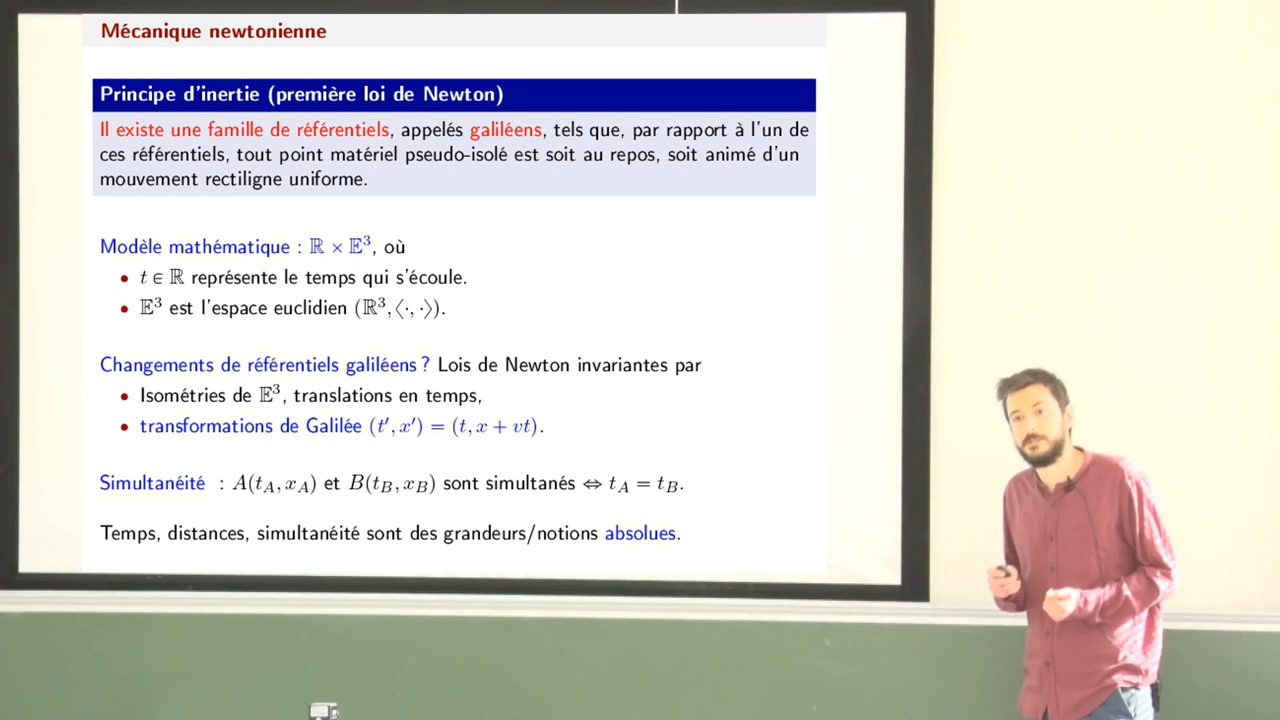 Mécanique newtonienne
Principe d'inertie (première loi de Newton)
Il existe une famille de référentiels, appelés galiléens, tels que, par rapport à l'un de
ces référentiels, tout point matériel pseudo-isolé est soit au repos, soit animé d'un
mouvement rectiligne uniforme.
Modèle mathématique : ℝ × 𝔼³, où
• t ∈ ℝ représente le temps qui s'écoule.
• 𝔼³ est l'espace euclidien (ℝ³, ⟨·, ·⟩).
Changements de référentiels galiléens ? Lois de Newton invariantes par
• Isométries de 𝔼³, translations en temps,
• transformations de Galilée (t′, x′) = (t, x + vt).
Simultanéité : A(t_A, x_A) et B(t_B, x_B) sont simultanés ⇔ t_A = t_B.
Temps, distances, simultanéité sont des grandeurs/notions absolues.